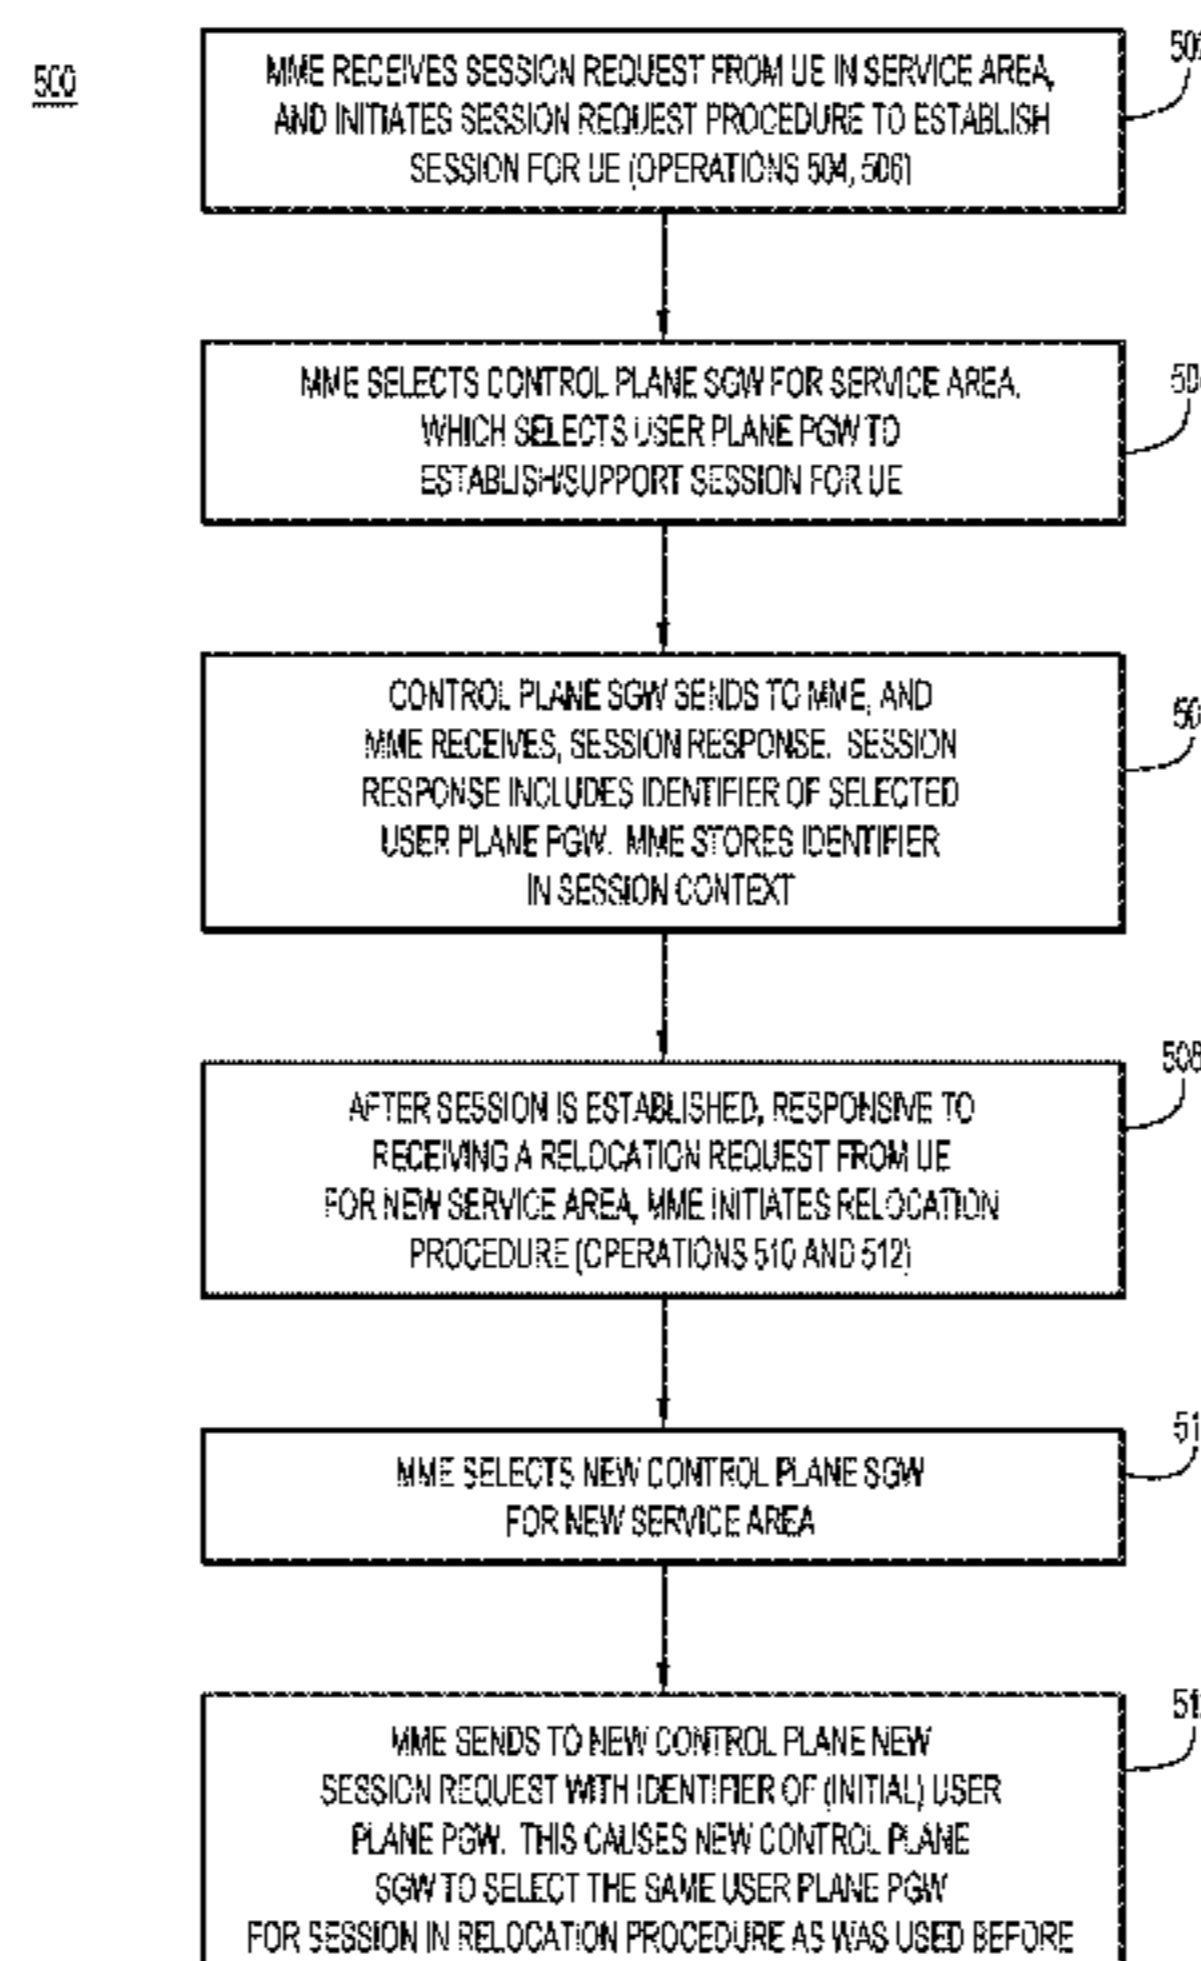 500
502
MME RECEIVES SESSION REQUEST FROM UE IN SERVICE AREA,
AND INITIATES SESSION REQUEST PROCEDURE TO ESTABLISH
SESSION FOR UE (OPERATIONS 504, 506)
50
MME SELECTS CONTROL PLANE SGW FOR SERVICE AREA,
WHICH SELECTS USER PLANE PGW TO
ESTABLISH/SUPPORT SESSION FOR UE
50
CONTROL PLANE SGW SENDS TO MME, AND
MME RECEIVES, SESSION RESPONSE. SESSION
RESPONSE INCLUDES IDENTIFIER OF SELECTED
USER PLANE PGW. MME STORES IDENTIFIER
IN SESSION CONTEXT
508
AFTER SESSION IS ESTABLISHED, RESPONSIVE TO
RECEIVING A RELOCATION REQUEST FROM UE
FOR NEW SERVICE AREA, MME INITIATES RELOCATION
PROCEDURE (OPERATIONS 510 AND 512)
51
MME SELECTS NEW CONTROL PLANE SGW
FOR NEW SERVICE AREA
51
MME SENDS TO NEW CONTROL PLANE NEW
SESSION REQUEST WITH IDENTIFIER OF (INITIAL) USER
PLANE PGW. THIS CAUSES NEW CONTROL PLANE
SGW TO SELECT THE SAME USER PLANE PGW
FOR SESSION IN RELOCATION PROCEDURE AS WAS USED BEFORE